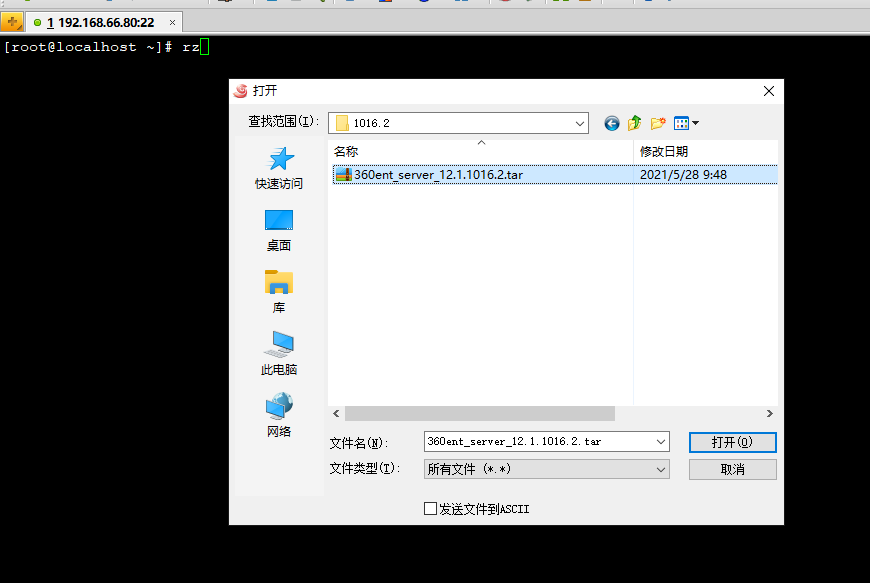 1 192.168.66.80:22 ×
[root@localhost ~]# rz
打开
查找范围(I): 1016.2
名称 修改日期
360ent_server_12.1.1016.2.tar 2021/5/28 9:48
快速访问
桌面
库
此电脑
网络
文件名(N): 360ent_server_12.1.1016.2.tar 打开(O)
文件类型(T): 所有文件 (*.*) 取消
发送文件到ASCII